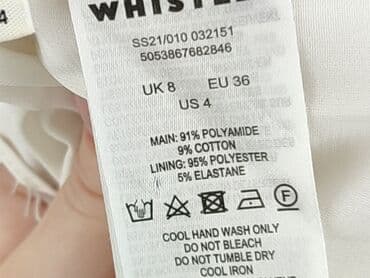 4
SS21/010 032151
5053867682846
UK 8 EU 36
US 4
MAIN: 91% POLYAMIDE
9% COTTON
LINING: 95% POLYESTER
5% ELASTANE
COOL HAND WASH ONLY
DO NOT BLEACH
DO NOT TUMBLE DRY
COOL IRON